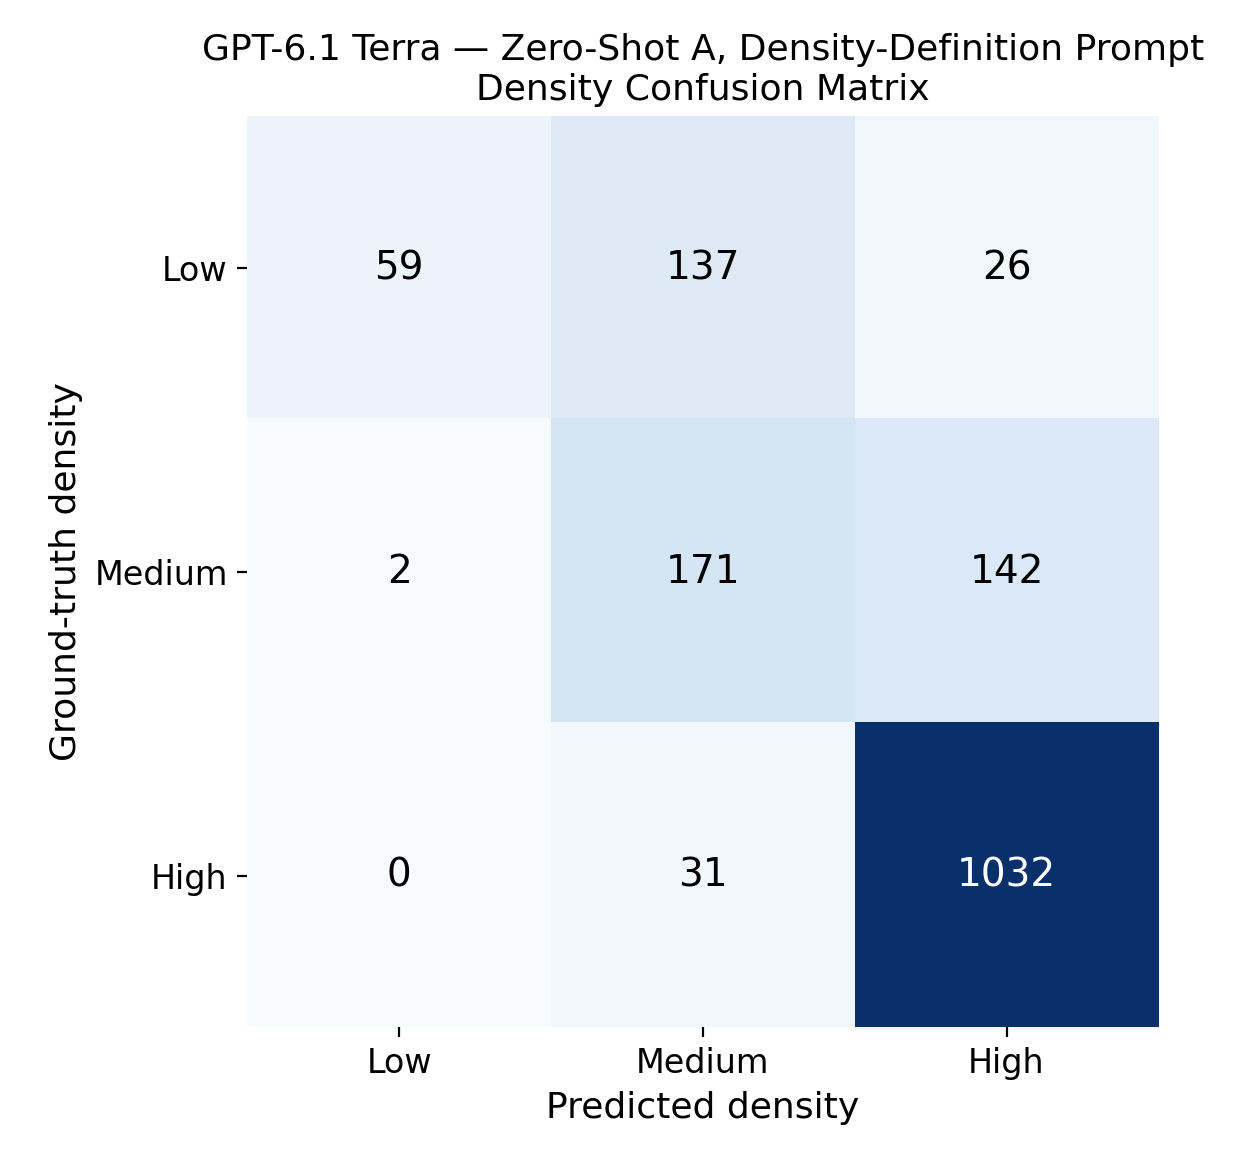 GPT-6.1 Terra — Zero-Shot A, Density-Definition Prompt
Density Confusion Matrix
Ground-truth density
Low
59
137
26
Medium
2
171
142
High
0
31
1032
Low
Medium
High
Predicted density